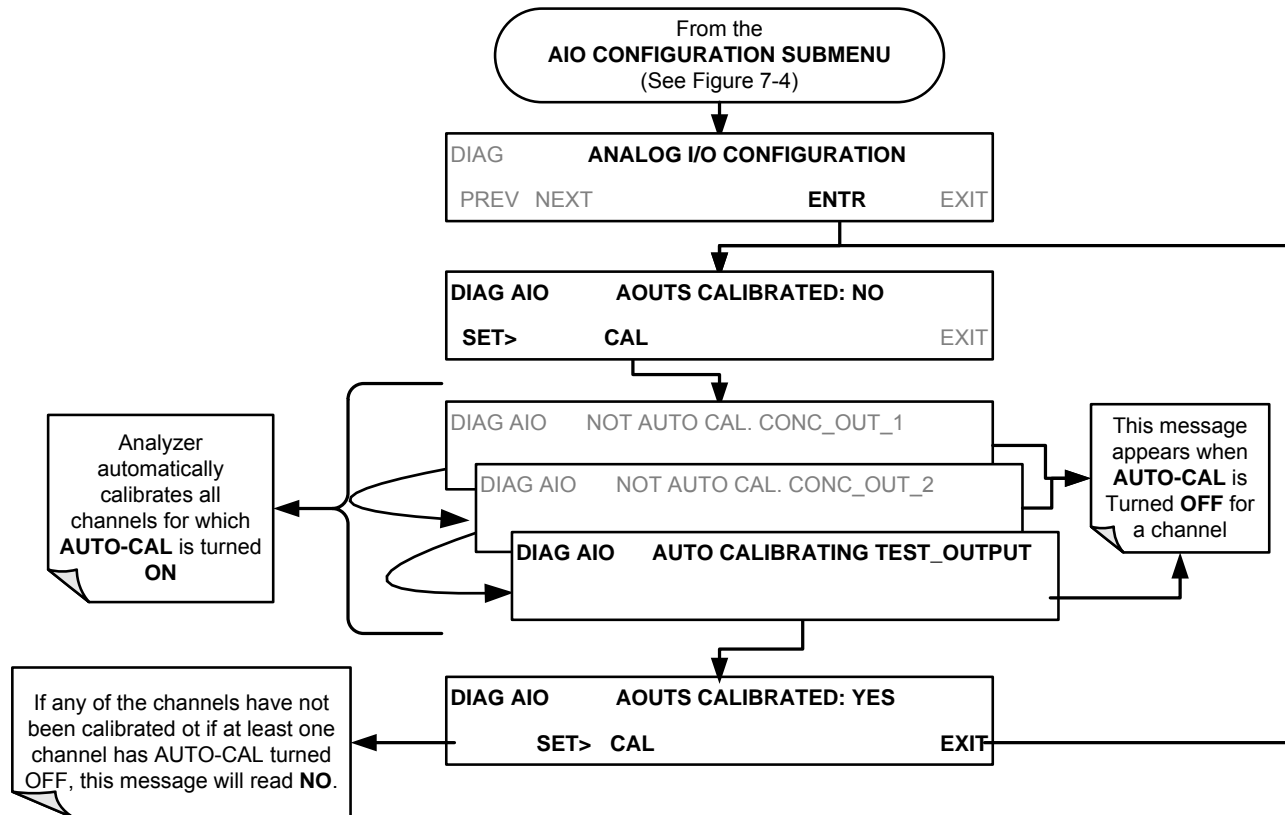 From the
AIO CONFIGURATION SUBMENU
(See Figure 7-4)
DIAG ANALOG I/O CONFIGURATION
PREV NEXT ENTR EXIT
DIAG AIO AOUTS CALIBRATED: NO
SET> CAL EXIT
Analyzer
automatically
calibrates all
channels for which
AUTO-CAL is turned
ON
DIAG AIO NOT AUTO CAL. CONC_OUT_1
DIAG AIO NOT AUTO CAL. CONC_OUT_2
DIAG AIO AUTO CALIBRATING TEST_OUTPUT
This message
appears when
AUTO-CAL is
Turned OFF for
a channel
If any of the channels have not
been calibrated ot if at least one
channel has AUTO-CAL turned
OFF, this message will read NO.
DIAG AIO AOUTS CALIBRATED: YES
SET> CAL EXIT